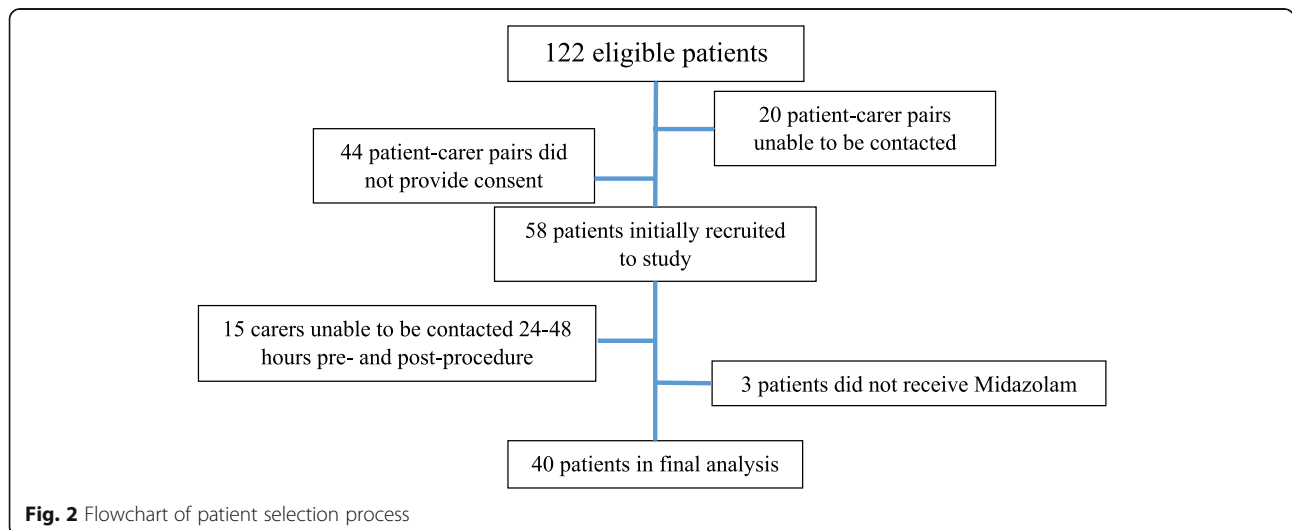 122 eligible patients
20 patient-carer pairs
unable to be contacted
44 patient-carer pairs did
not provide consent
58 patients initially recruited
to study
15 carers unable to be contacted 24-48
hours pre- and post-procedure
3 patients did not receive Midazolam
40 patients in final analysis
Fig. 2 Flowchart of patient selection process